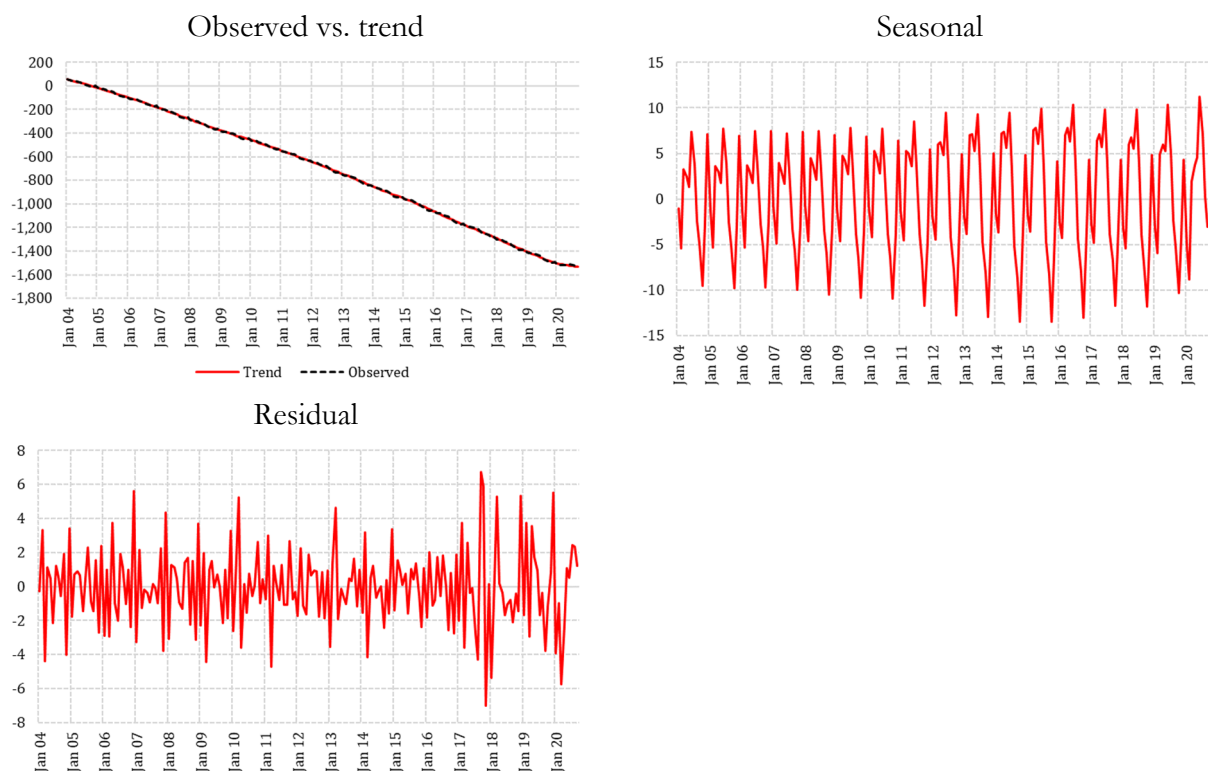 Observed vs. trend
200
0
-200
-400
-600
-800
-1,000
-1,200
-1,400
-1,600
-1,800
Jan 04
Jan 05
Jan 06
Jan 07
Jan 08
Jan 09
Jan 10
Jan 11
Jan 12
Jan 13
Jan 14
Jan 15
Jan 16
Jan 17
Jan 18
Jan 19
Jan 20
Trend Observed
Seasonal
15
10
5
0
-5
-10
-15
Jan 04
Jan 05
Jan 06
Jan 07
Jan 08
Jan 09
Jan 10
Jan 11
Jan 12
Jan 13
Jan 14
Jan 15
Jan 16
Jan 17
Jan 18
Jan 19
Jan 20
Residual
8
6
4
2
0
-2
-4
-6
-8
Jan 04
Jan 05
Jan 06
Jan 07
Jan 08
Jan 09
Jan 10
Jan 11
Jan 12
Jan 13
Jan 14
Jan 15
Jan 16
Jan 17
Jan 18
Jan 19
Jan 20